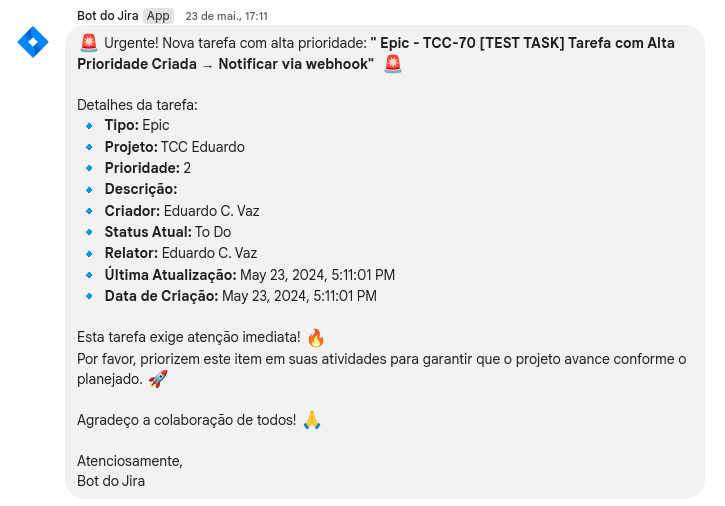 Bot do Jira App 23 de mai., 17:11
🚨 Urgente! Nova tarefa com alta prioridade: " Epic - TCC-70 [TEST TASK] Tarefa com Alta
Prioridade Criada → Notificar via webhook" 🚨
Detalhes da tarefa:
🔹 Tipo: Epic
🔹 Projeto: TCC Eduardo
🔹 Prioridade: 2
🔹 Descrição:
🔹 Criador: Eduardo C. Vaz
🔹 Status Atual: To Do
🔹 Relator: Eduardo C. Vaz
🔹 Última Atualização: May 23, 2024, 5:11:01 PM
🔹 Data de Criação: May 23, 2024, 5:11:01 PM
Esta tarefa exige atenção imediata! 🔥
Por favor, priorizem este item em suas atividades para garantir que o projeto avance conforme o
planejado. 🚀
Agradeço a colaboração de todos! 🙏
Atenciosamente,
Bot do Jira